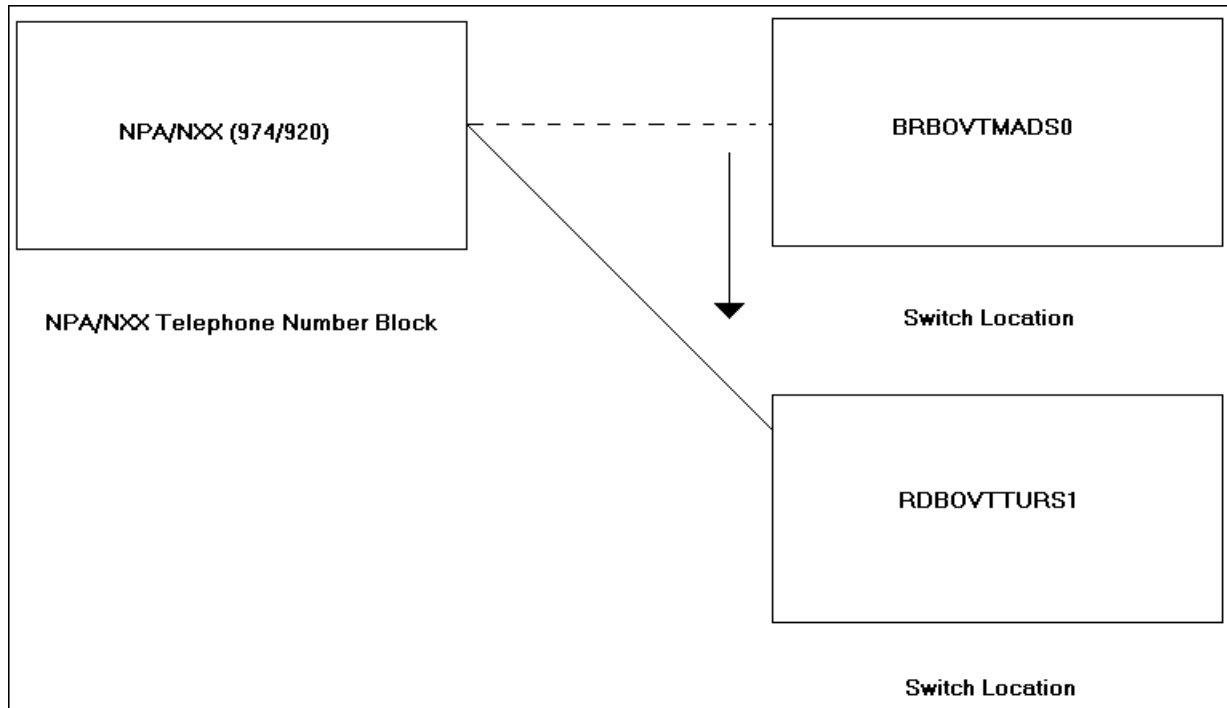 NPA/NXX (974/920)
BRBOVTMADS0
NPA/NXX Telephone Number Block
Switch Location
RDBOVTTURS1
Switch Location